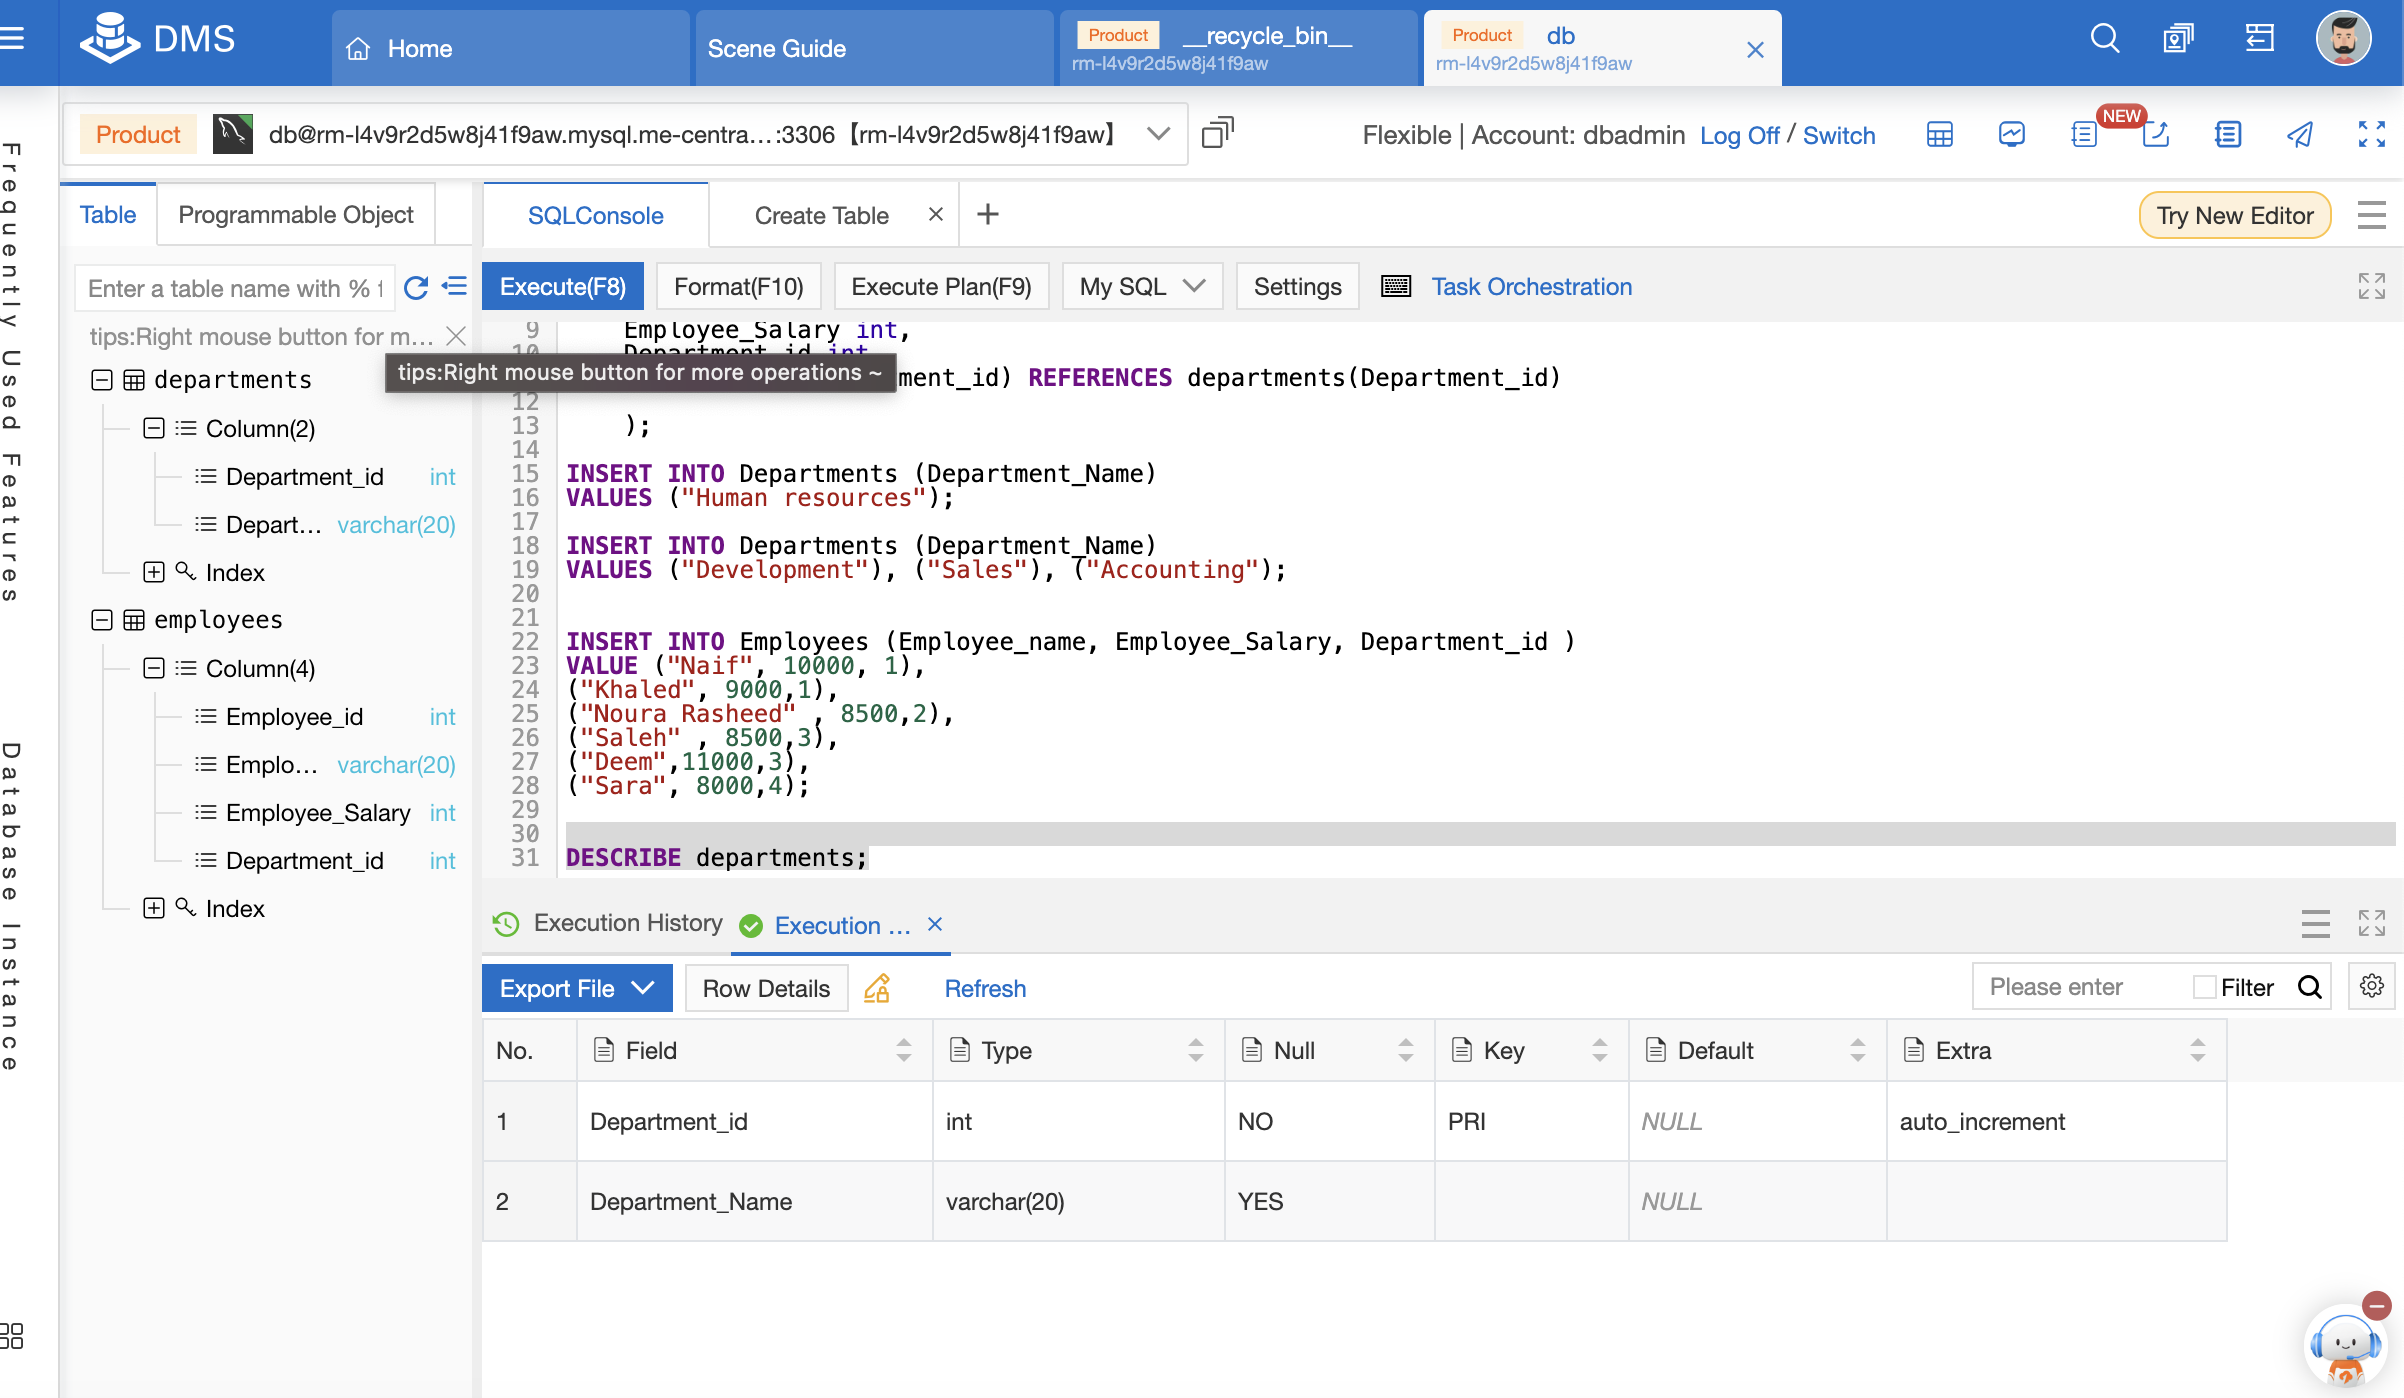 DMS
Home
Scene Guide
Product __recycle_bin__
rm-l4v9r2d5w8j41f9aw
Product db
rm-l4v9r2d5w8j41f9aw
Product db@rm-l4v9r2d5w8j41f9aw.mysql.me-centra...:3306【rm-l4v9r2d5w8j41f9aw】
Flexible | Account: dbadmin Log Off / Switch
NEW
Frequently Used Features
Database Instance
Table
Programmable Object
SQLConsole
Create Table
Try New Editor
Enter a table name with %
tips:Right mouse button for m...
departments
Column(2)
Department_id int
Depart... varchar(20)
Index
employees
Column(4)
Employee_id int
Emplo... varchar(20)
Employee_Salary int
Department_id int
Index
Execute(F8)
Format(F10)
Execute Plan(F9)
My SQL
Settings
Task Orchestration
9 Employee_Salary int,
10 Department_id int
tips:Right mouse button for more operations ~
ment_id) REFERENCES departments(Department_id)
12
13 );
14
15 INSERT INTO Departments (Department_Name)
16 VALUES ("Human resources");
17
18 INSERT INTO Departments (Department_Name)
19 VALUES ("Development"), ("Sales"), ("Accounting");
20
21
22 INSERT INTO Employees (Employee_name, Employee_Salary, Department_id )
23 VALUE ("Naif", 10000, 1),
24 ("Khaled", 9000,1),
25 ("Noura Rasheed" , 8500,2),
26 ("Saleh" , 8500,3),
27 ("Deem",11000,3),
28 ("Sara", 8000,4);
29
30
31 DESCRIBE departments;
Execution History
Execution ...
Export File
Row Details
Refresh
Please enter
Filter
No. Field Type Null Key Default Extra
1 Department_id int NO PRI NULL auto_increment
2 Department_Name varchar(20) YES NULL